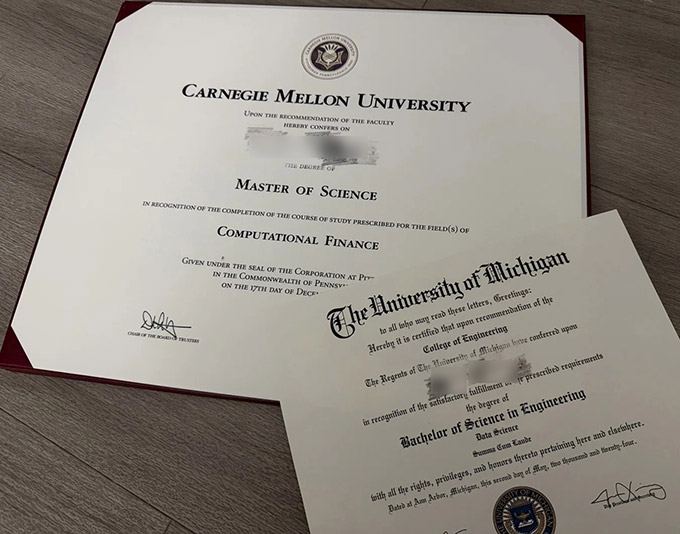 CARNEGIE MELLON UNIVERSITY
UPON THE RECOMMENDATION OF THE FACULTY
HEREBY CONFERS ON
THE DEGREE OF
MASTER OF SCIENCE
IN RECOGNITION OF THE COMPLETION OF THE COURSE OF STUDY PRESCRIBED FOR THE FIELD(S) OF
COMPUTATIONAL FINANCE
GIVEN UNDER THE SEAL OF THE CORPORATION AT
IN THE COMMONWEALTH OF
ON THE 17TH DAY OF
CHAIR OF THE BOARD OF TRUSTEES
The University of Michigan
to all who may read these letters, Greetings:
Hereby it is certified that upon recommendation of the
College of Engineering
The Regents of The University of Michigan have conferred upon
in recognition of the satisfactory fulfillment of the prescribed requirements
the degree of
Bachelor of Science in Engineering
Data Science
Summa Cum Laude
with all the rights, privileges, and honors thereto pertaining here and elsewhere.
Dated at Ann Arbor, Michigan, this second day of May, two thousand and twenty-four.